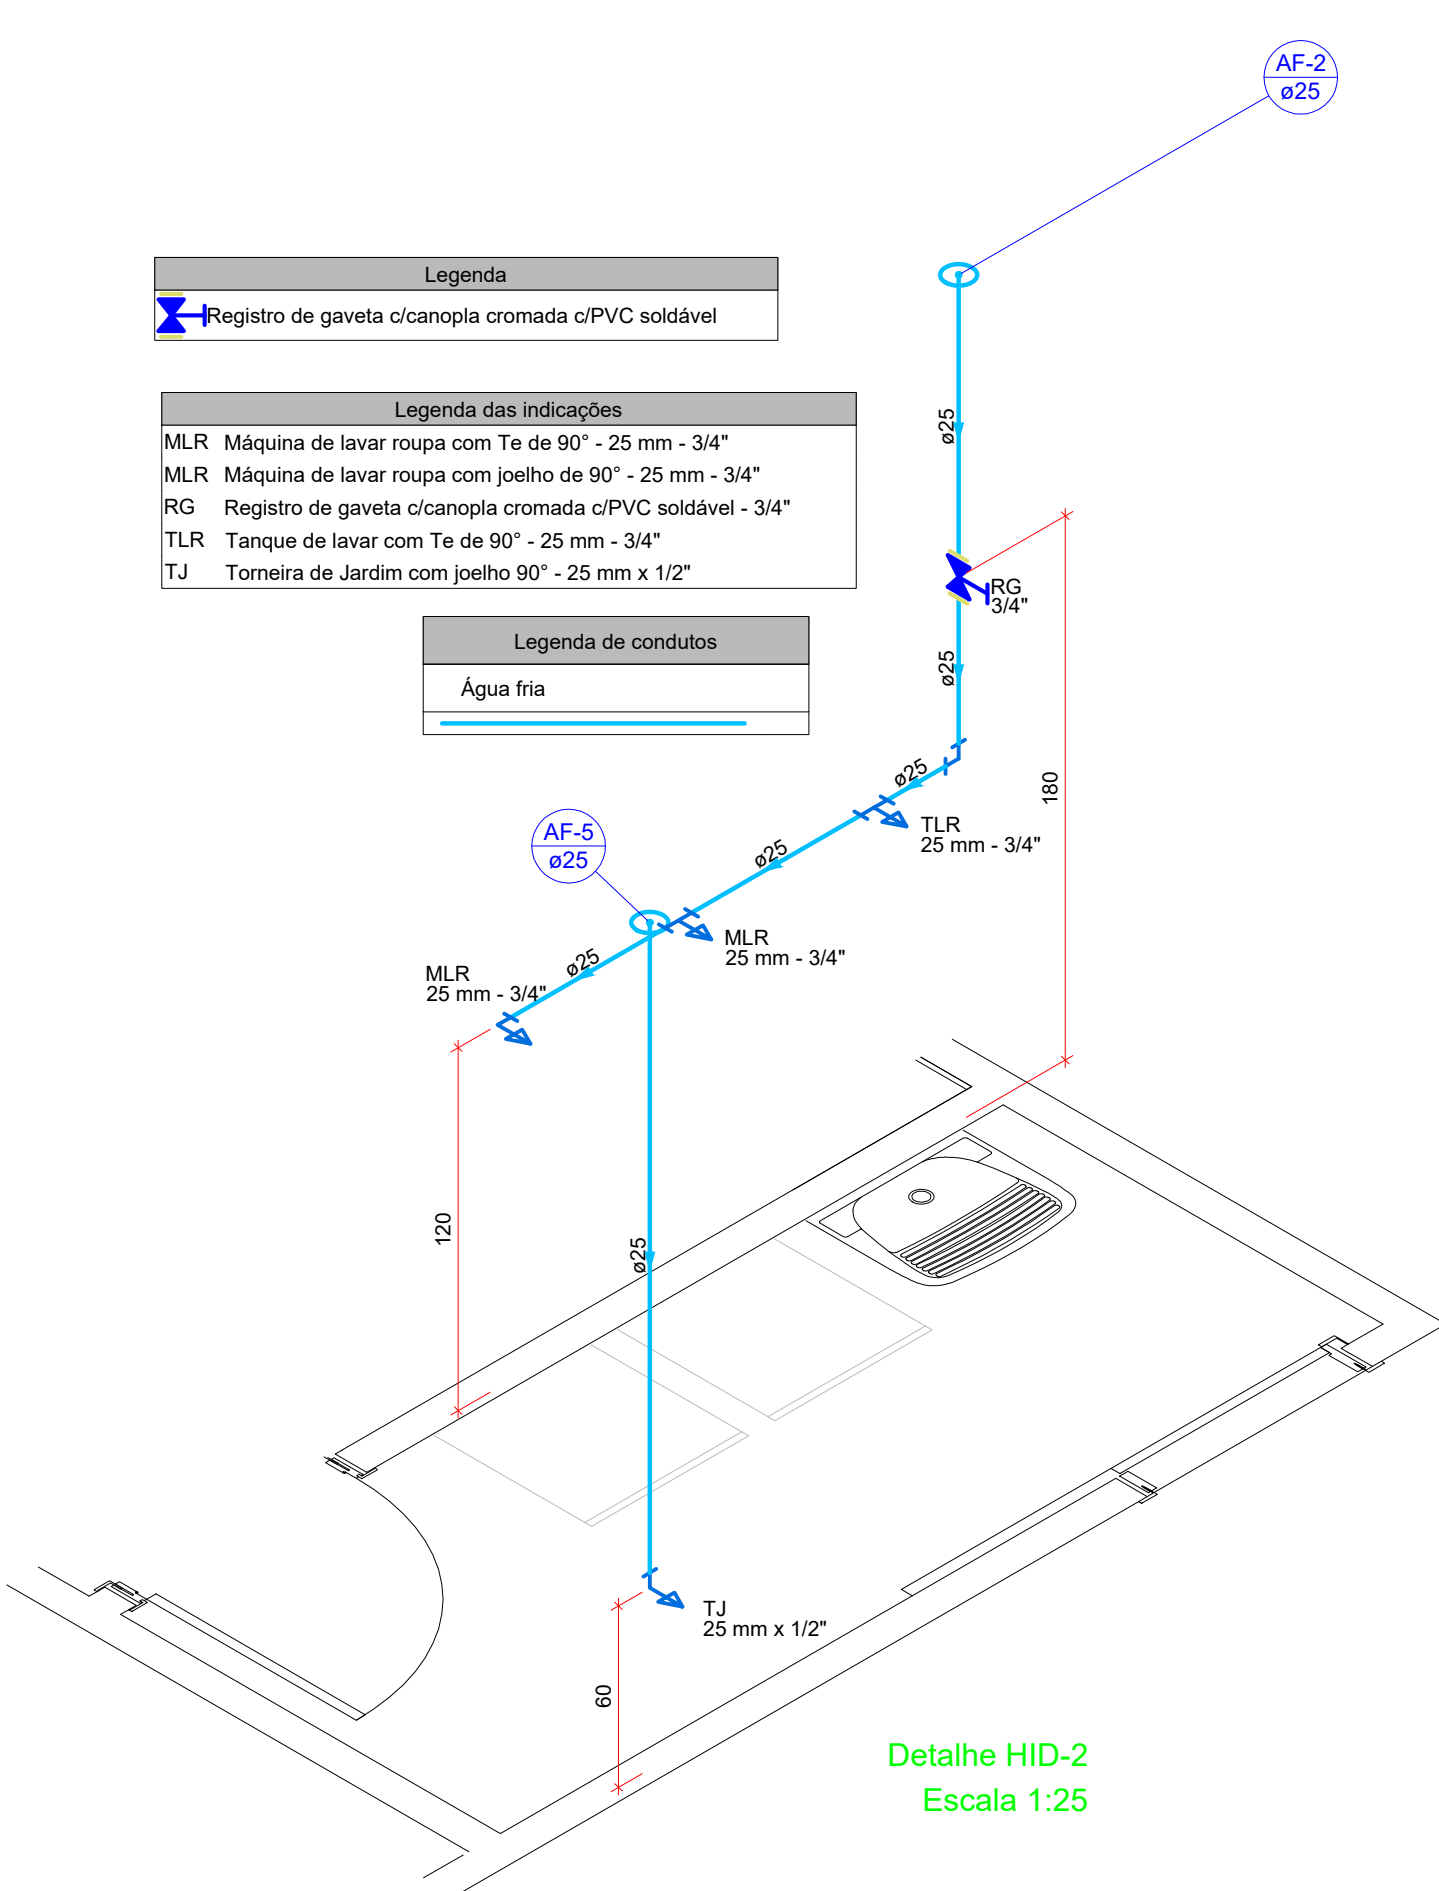 AF-2
ø25
Legenda
Registro de gaveta c/canopla cromada c/PVC soldável
Legenda das indicações
MLR Máquina de lavar roupa com Te de 90° - 25 mm - 3/4"
MLR Máquina de lavar roupa com joelho de 90° - 25 mm - 3/4"
RG Registro de gaveta c/canopla cromada c/PVC soldável - 3/4"
TLR Tanque de lavar com Te de 90° - 25 mm - 3/4"
TJ Torneira de Jardim com joelho 90° - 25 mm x 1/2"
Legenda de condutos
Água fria
ø25
RG
3/4"
ø25
180
ø25
TLR
25 mm - 3/4"
AF-5
ø25
ø25
MLR
25 mm - 3/4"
ø25
MLR
25 mm - 3/4"
120
ø25
TJ
25 mm x 1/2"
60
Detalhe HID-2
Escala 1:25